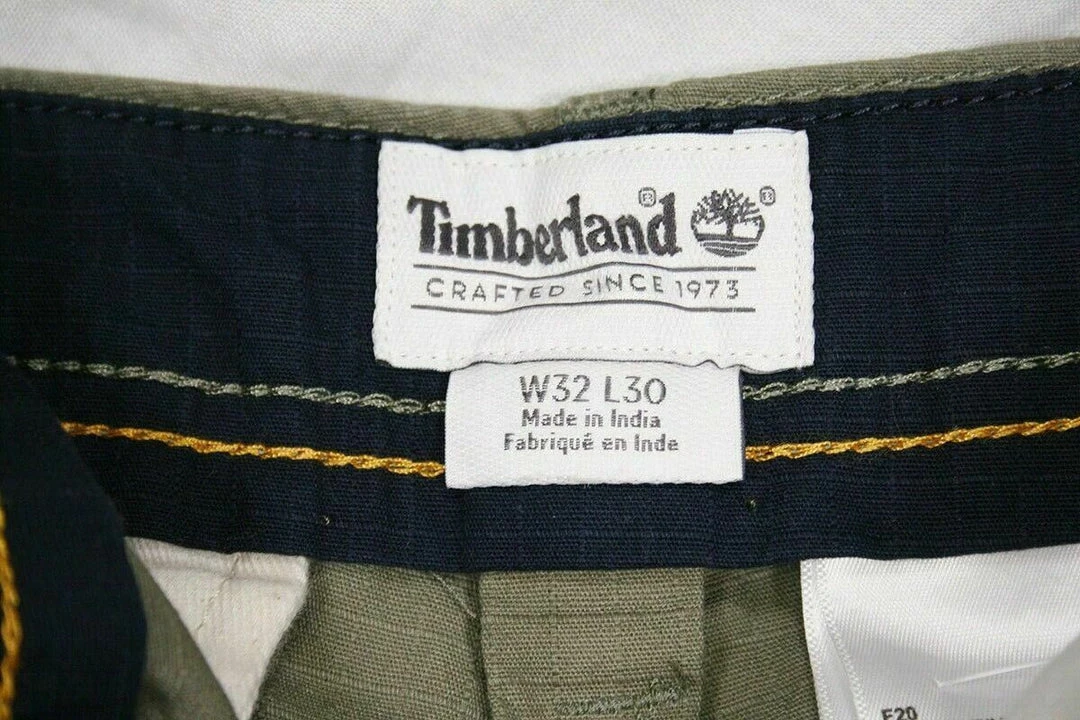 Timberland® ®
CRAFTED SINCE 1973
W32 L30
Made in India
Fabriqué en Inde
F20